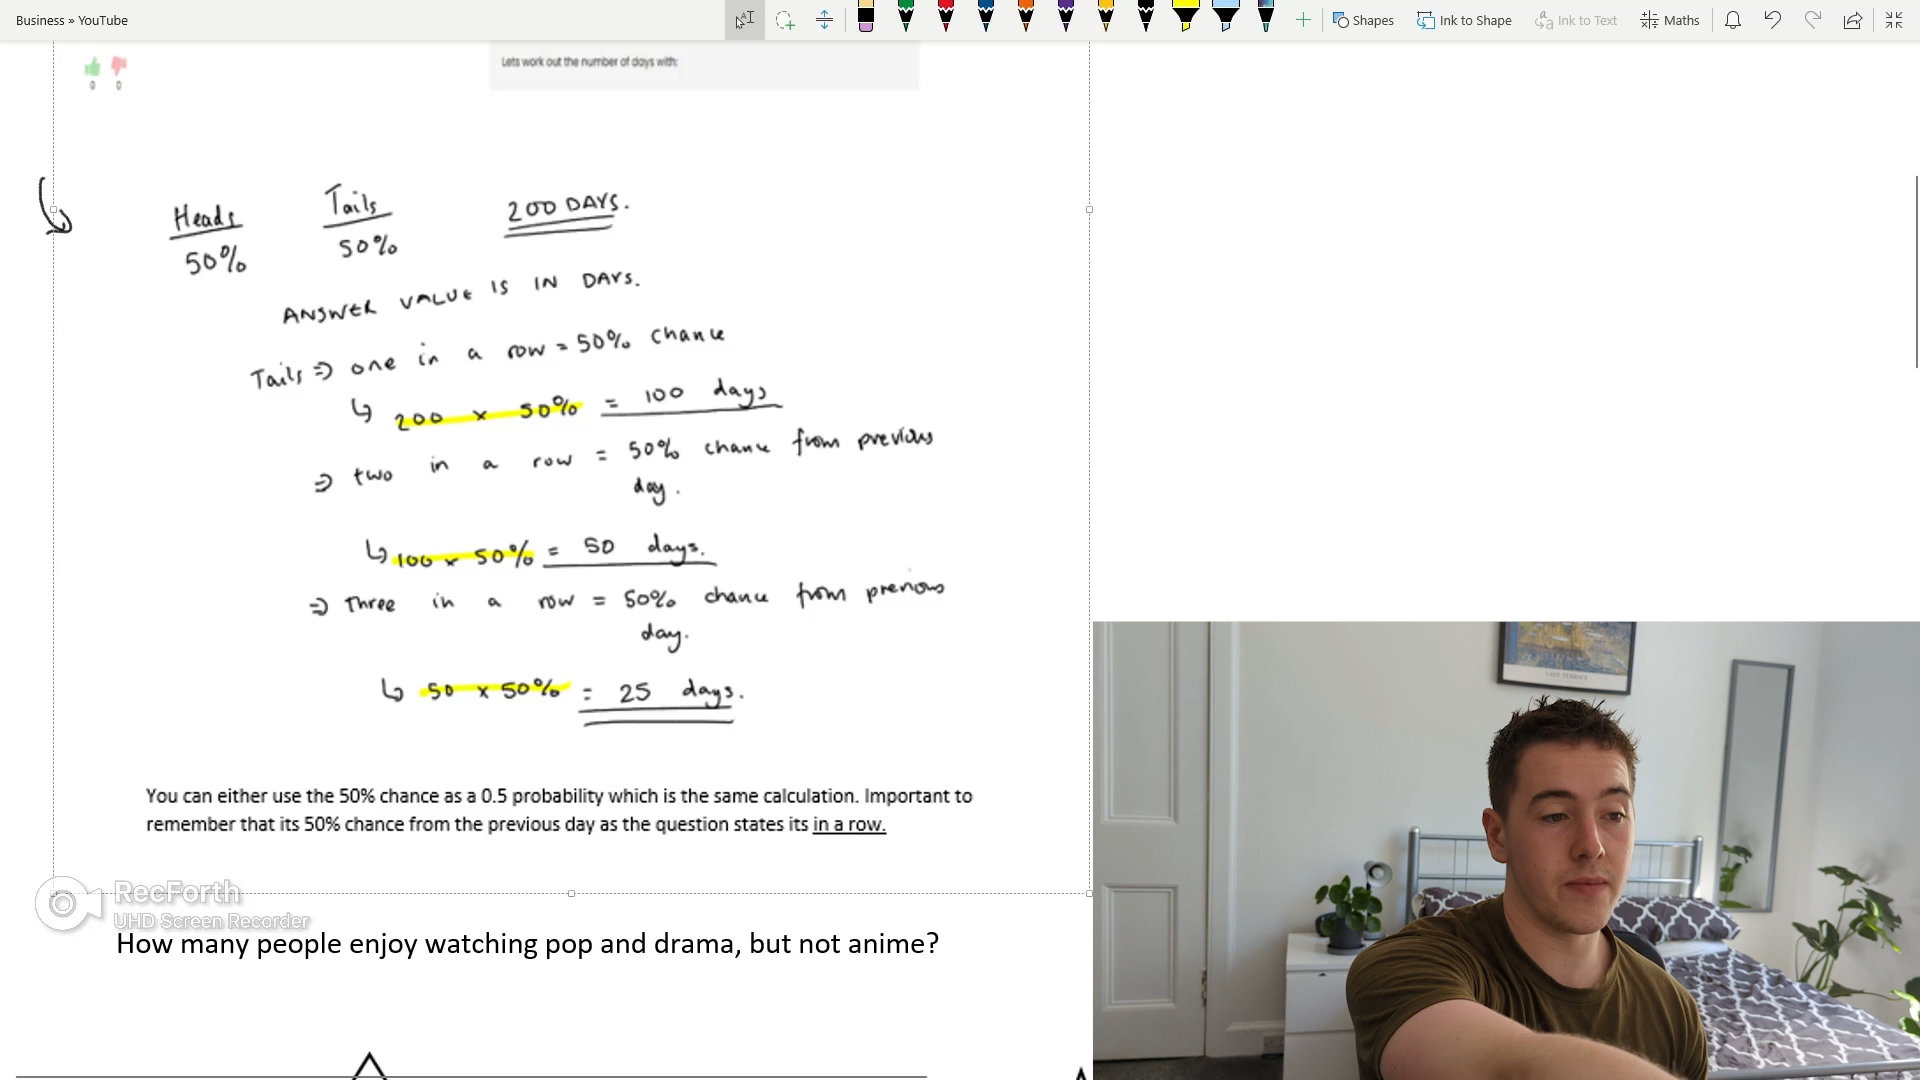 Business » YouTube
Shapes
Ink to Shape
Ink to Text
Maths
Lets work out the number of days with:
0 0
Heads Tails 200 DAYS.
50% 50%
ANSWER VALUE IS IN DAYS.
Tails => one in a row = 50% chance
↳ 200 x 50% = 100 days
=> two in a row = 50% chance from previous
day.
↳ 100 x 50% = 50 days.
=> Three in a row = 50% chance from previous
day.
↳ 50 x 50% = 25 days.
You can either use the 50% chance as a 0.5 probability which is the same calculation. Important to
remember that its 50% chance from the previous day as the question states its in a row.
RecForth
UHD Screen Recorder
How many people enjoy watching pop and drama, but not anime?
CAFE TERRACE